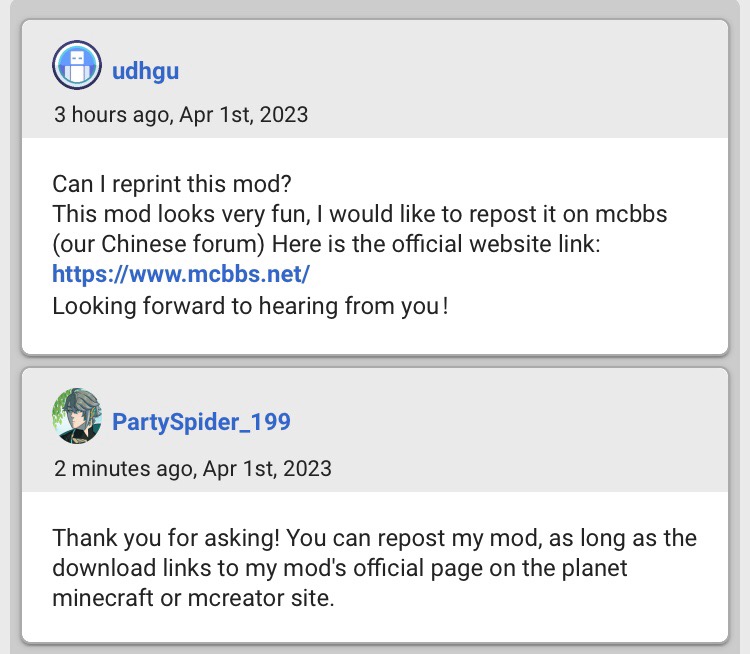 udhgu
3 hours ago, Apr 1st, 2023
Can I reprint this mod?
This mod looks very fun, I would like to repost it on mcbbs
(our Chinese forum) Here is the official website link:
https://www.mcbbs.net/
Looking forward to hearing from you!
PartySpider_199
2 minutes ago, Apr 1st, 2023
Thank you for asking! You can repost my mod, as long as the
download links to my mod's official page on the planet
minecraft or mcreator site.